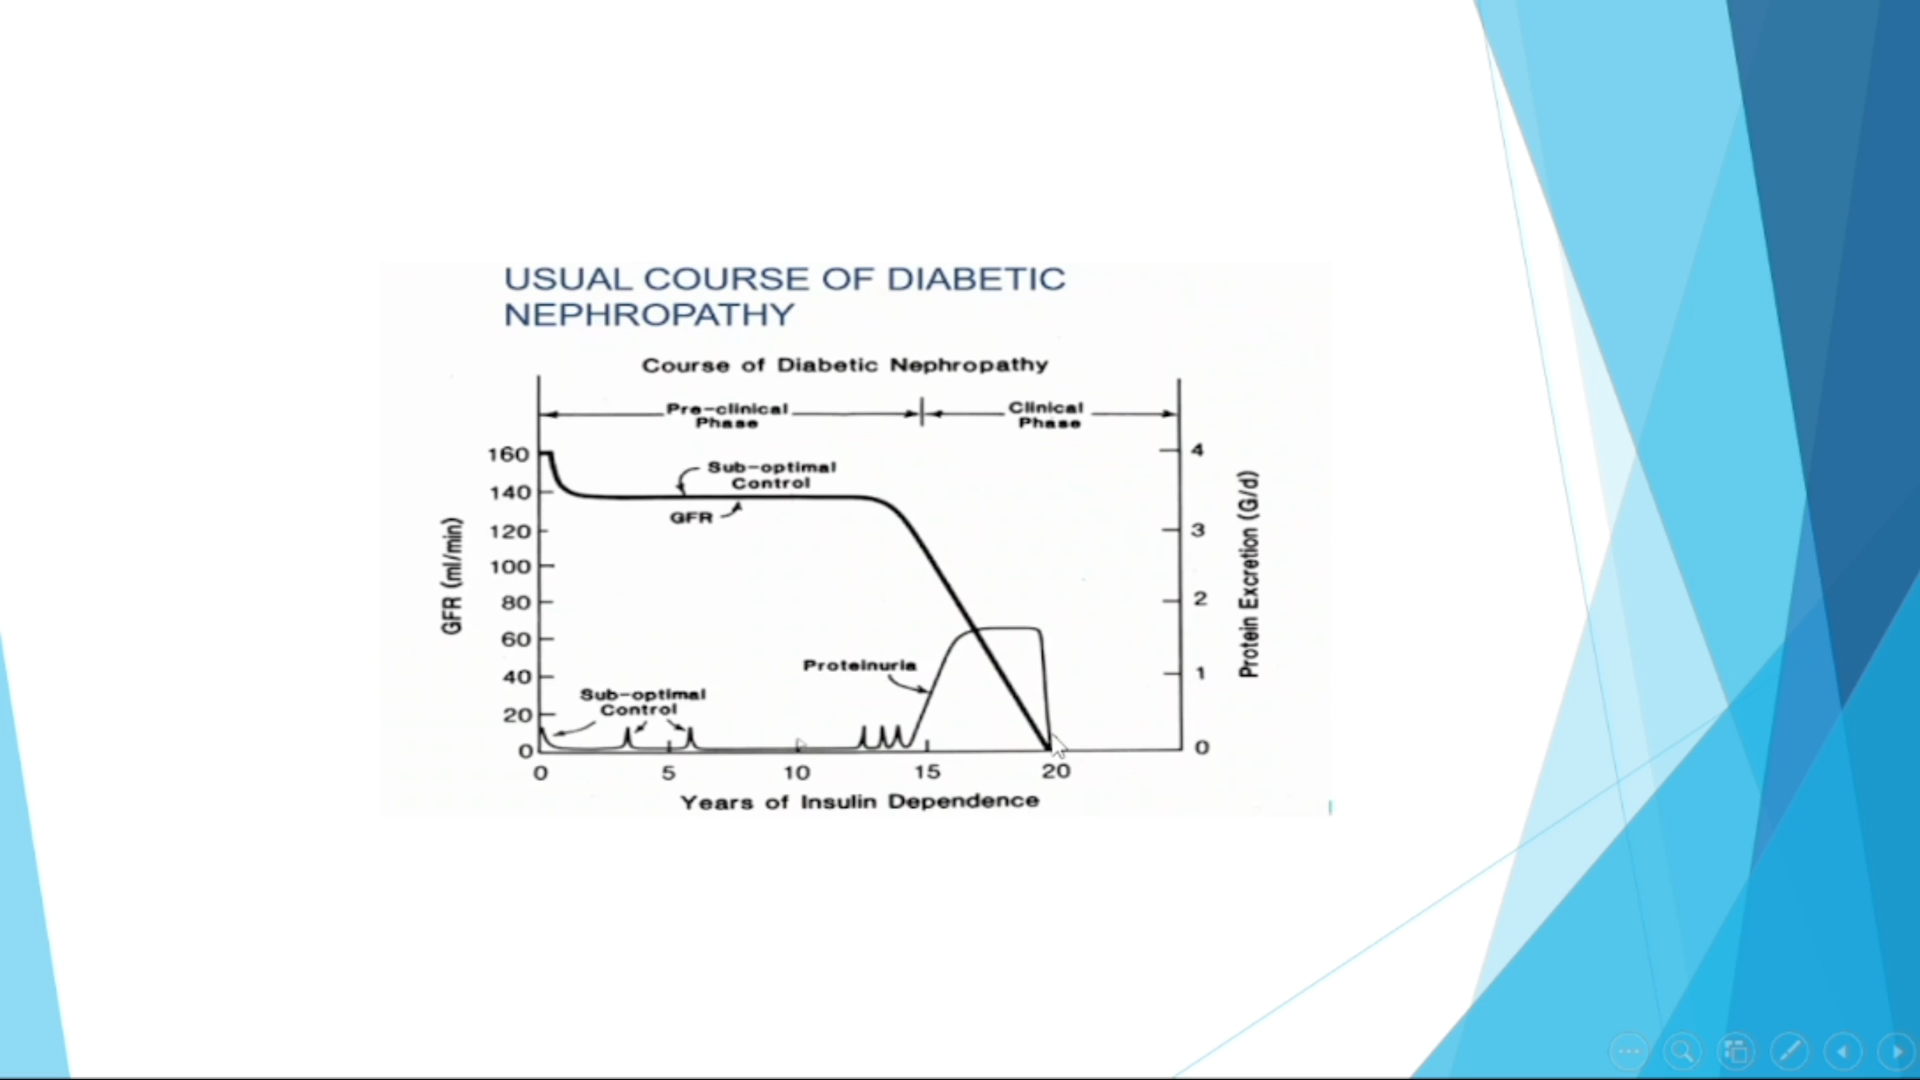 USUAL COURSE OF DIABETIC
NEPHROPATHY
Course of Diabetic Nephropathy
Pre-clinical
Phase
Clinical
Phase
160
140
120
100
80
60
40
20
0
GFR (ml/min)
Sub-optimal
Control
GFR
Proteinuria
Sub-optimal
Control
4
3
2
1
0
Protein Excretion (G/d)
0 5 10 15 20
Years of Insulin Dependence